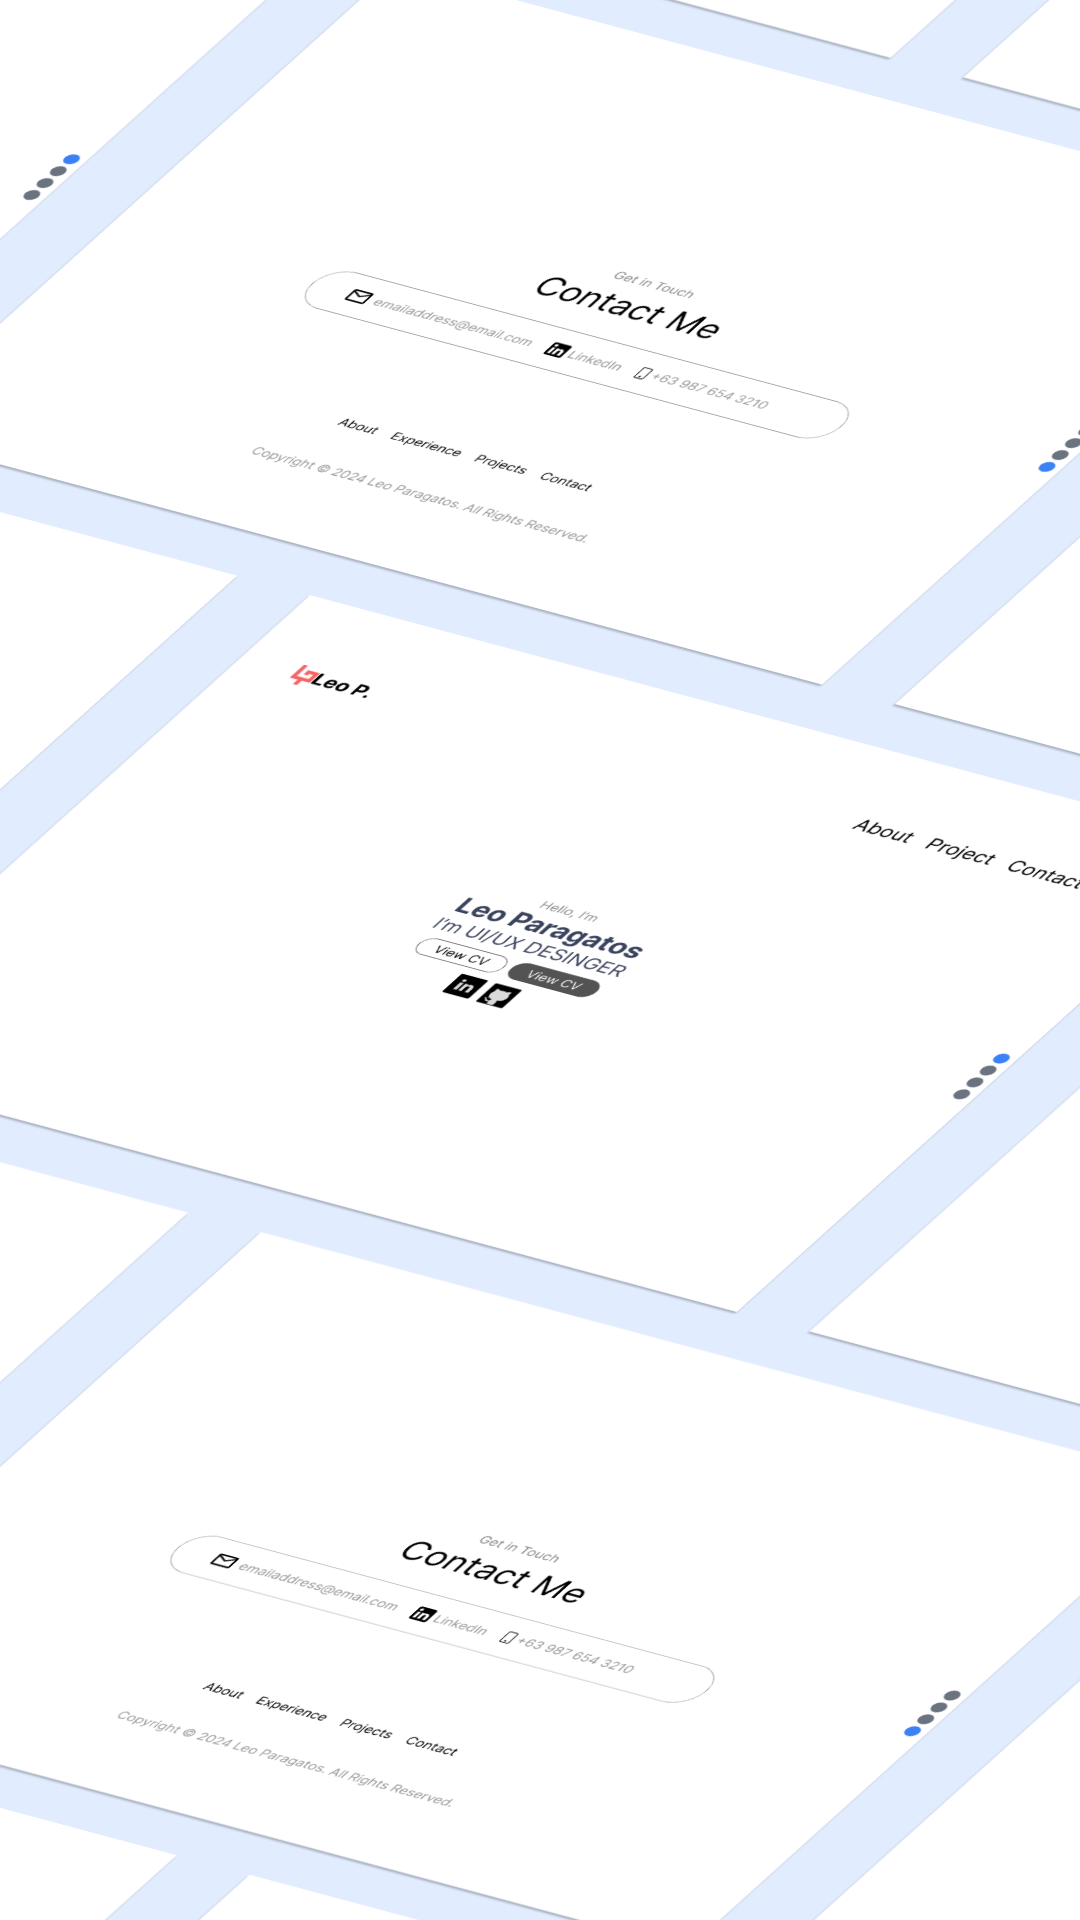 Get in Touch
Contact Me
emailaddress@email.com LinkedIn +63 987 654 3210
About Experience Projects Contact
Copyright © 2024 Leo Paragatos. All Rights Reserved.
Leo P.
About Project Contact
Hello, I'm
Leo Paragatos
I'm UI/UX DESINGER
View CV View CV
in
Get in Touch
Contact Me
emailaddress@email.com LinkedIn +63 987 654 3210
About Experience Projects Contact
Copyright © 2024 Leo Paragatos. All Rights Reserved.